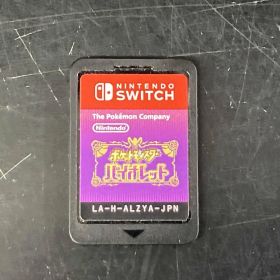 NINTENDO
SWITCH
The Pokémon Company
Nintendo
ポケットモンスター
バイオレット
LA-H-ALZYA-JPN